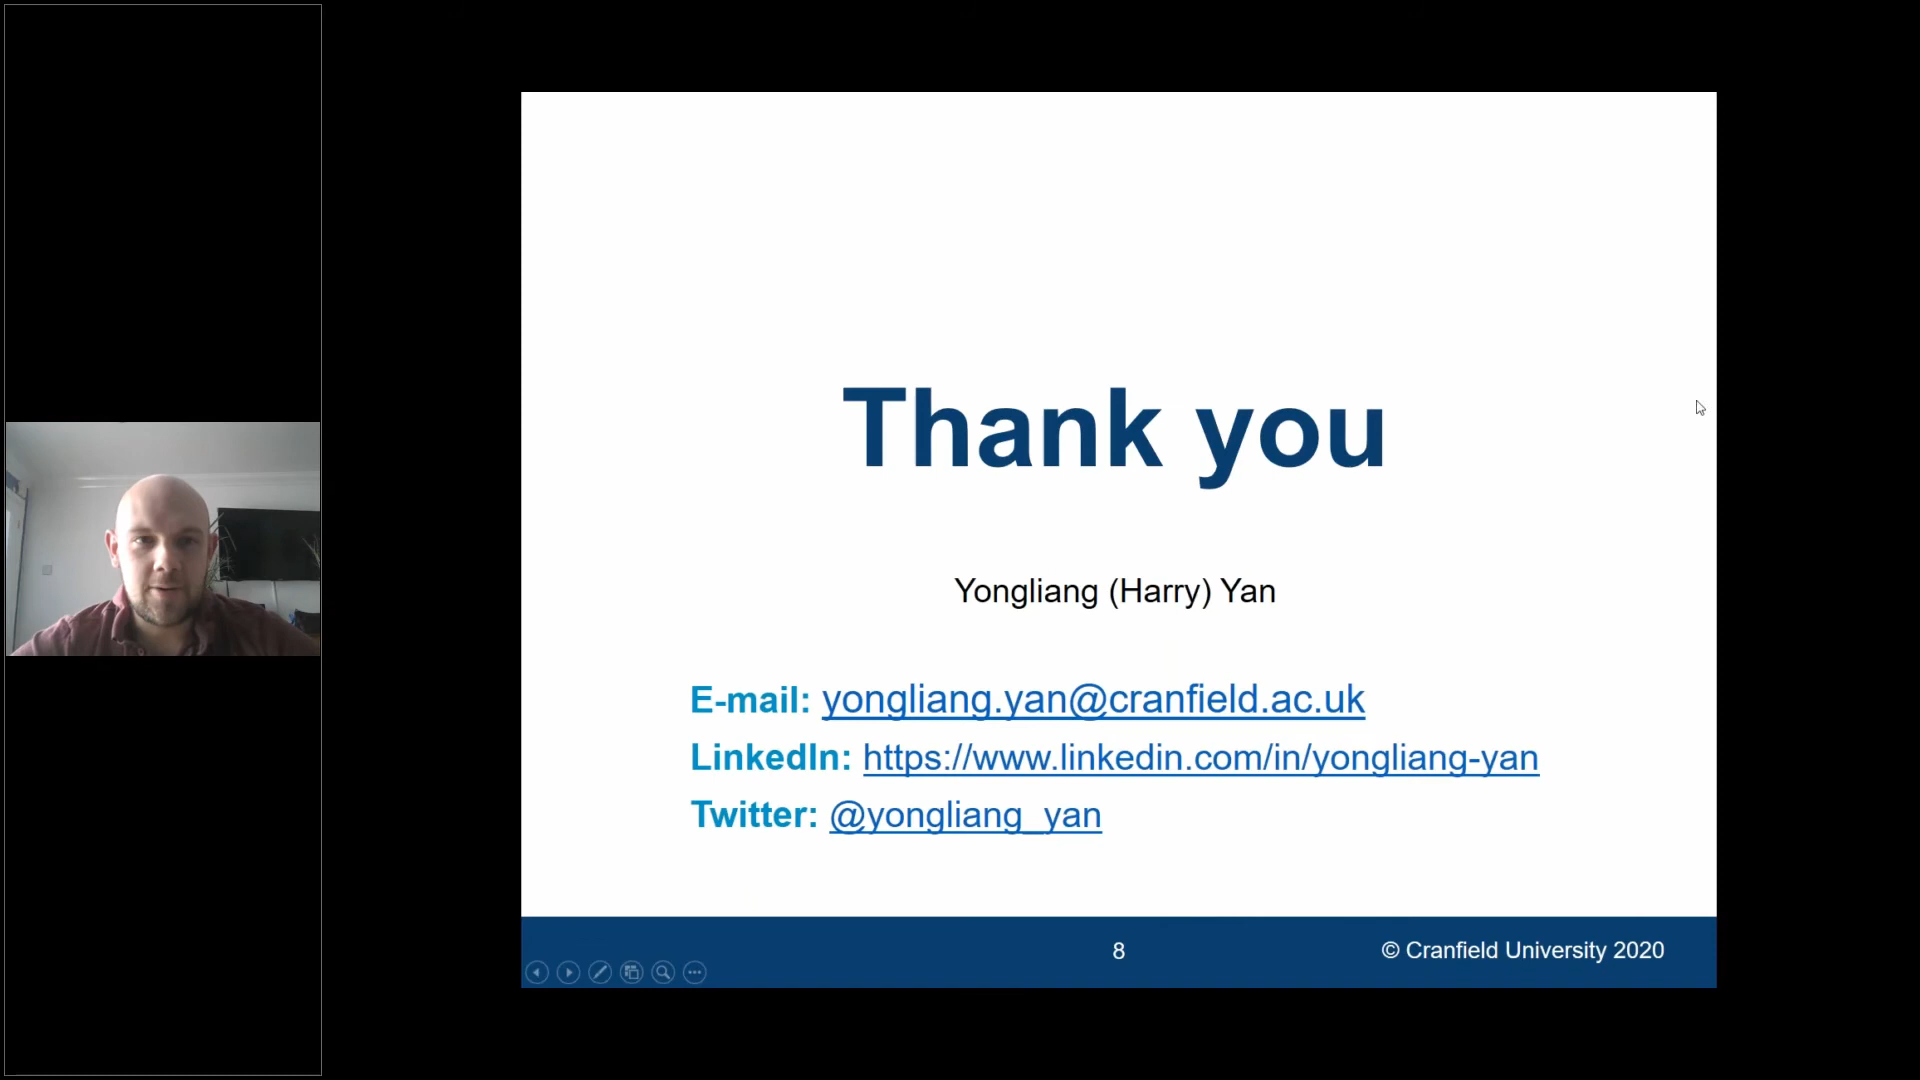 Thank you
Yongliang (Harry) Yan
E-mail: yongliang.yan@cranfield.ac.uk
LinkedIn: https://www.linkedin.com/in/yongliang-yan
Twitter: @yongliang_yan
8
© Cranfield University 2020